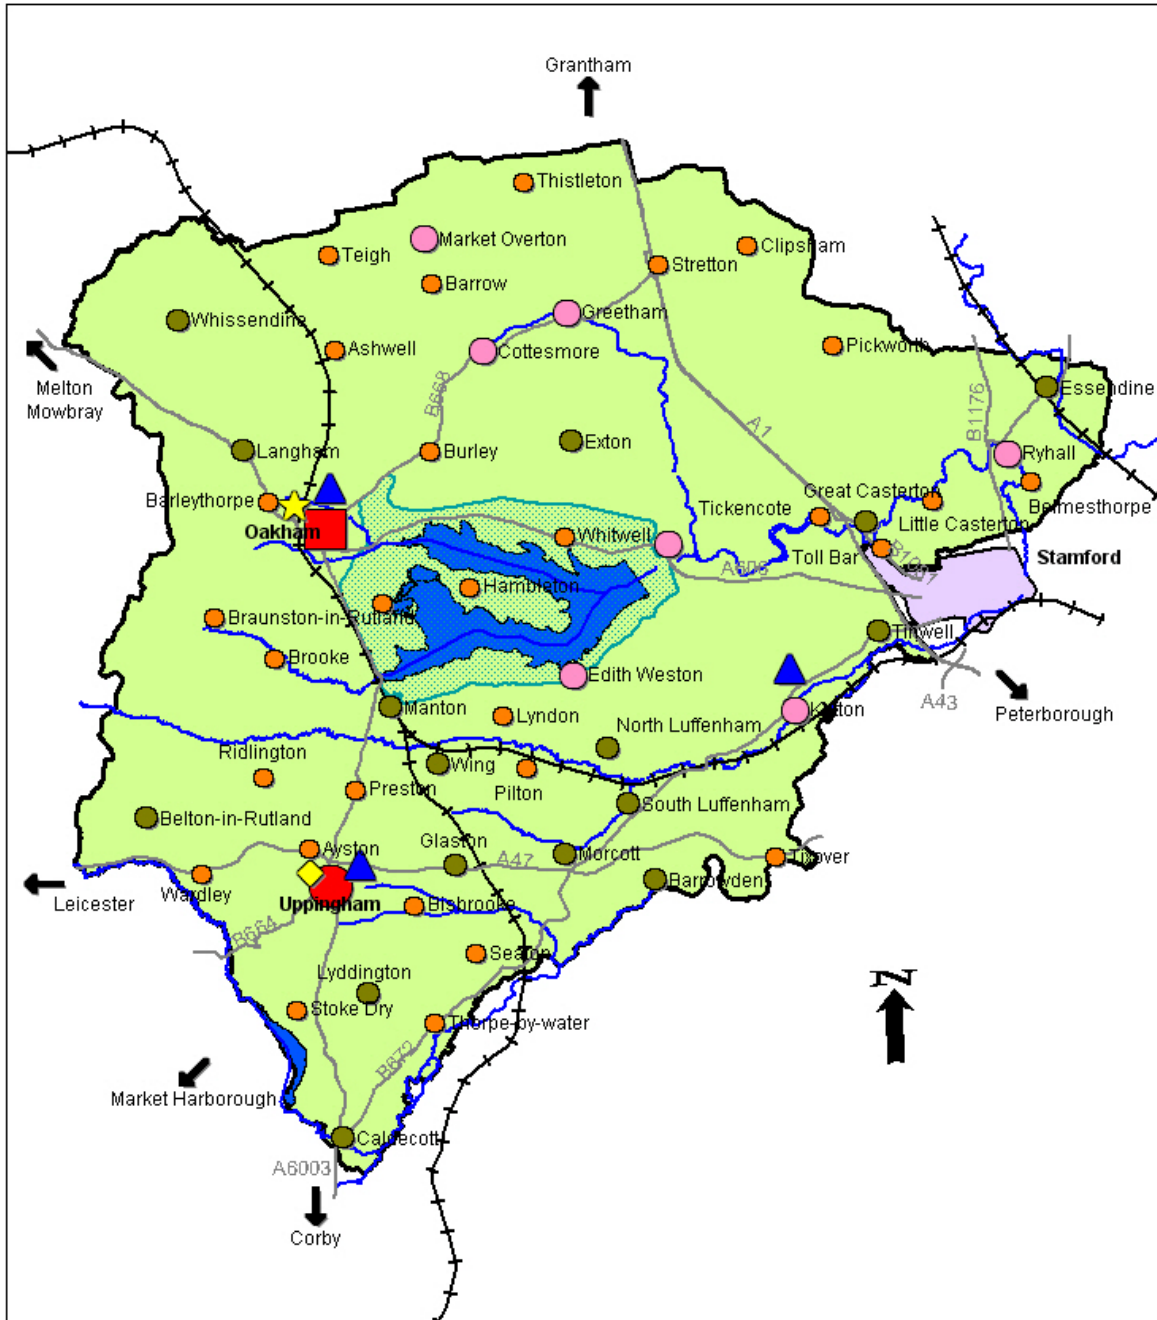 Grantham
Thistleton
Market Overton
Clipsham
Teigh
Stretton
Barrow
Greetham
Whissendine
Pickworth
Ashwell
Cottesmore
Melton
Mowbray
Essendine
B668
B1176
A1
Langham
Exton
Burley
Ryhall
Barleythorpe
Great Casterton
Belmesthorpe
Tickencote
Little Casterton
Oakham
Whitwell
Toll Bar
B1081
Stamford
A606
Hambleton
Braunston-in-Rutland
Tinwell
Brooke
Edith Weston
A43
Peterborough
Manton
Lyndon
North Luffenham
Ketton
Ridlington
Wing
Pilton
Preston
South Luffenham
Belton-in-Rutland
Ayston
Glaston
A47
Morcott
Tixover
Wardley
Barrowden
Leicester
Uppingham
Bisbrooke
B664
Seaton
Lyddington
N
Stoke Dry
Thorpe-by-water
B672
Market Harborough
Caldecott
A6003
Corby